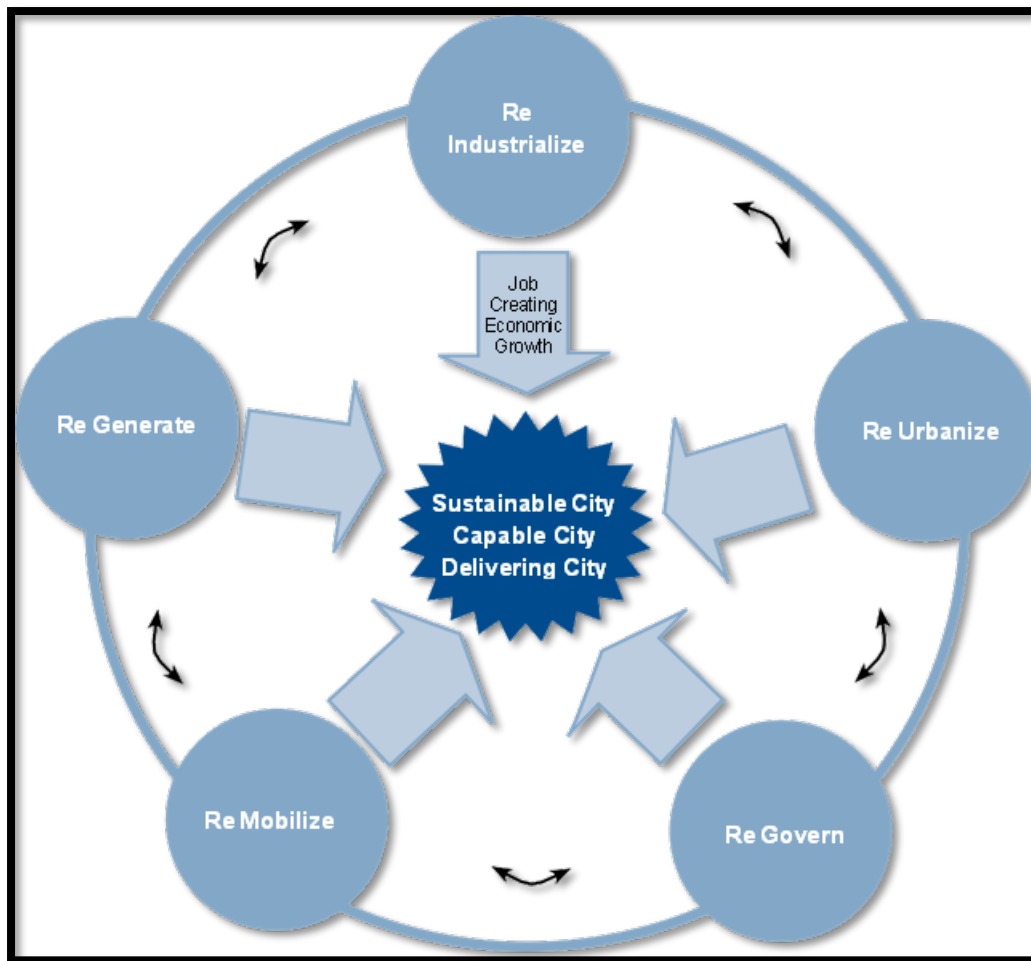 Re
Industrialize
Job
Creating
Economic
Growth
Re Generate
Re Urbanize
Sustainable City
Capable City
Delivering City
Re Mobilize
Re Govern